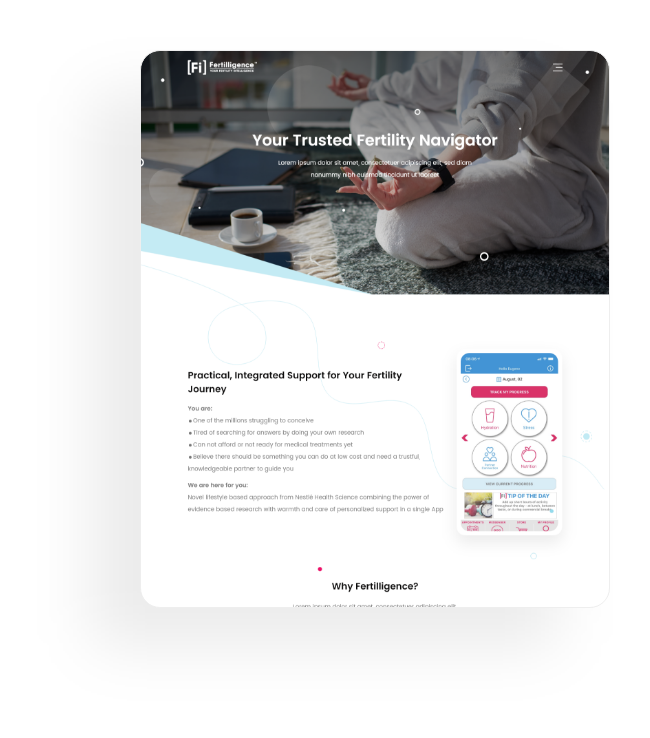 [Fi] Fertilligence™
YOUR FERTILITY INTELLIGENCE
Your Trusted Fertility Navigator
Lorem ipsum dolor sit amet, consectetuer adipiscing elit, sed diam
nonummy nibh euismod tincidunt ut laoreet
Practical, Integrated Support for Your Fertility
Journey
You are:
• One of the millions struggling to conceive
• Tired of searching for answers by doing your own research
• Can not afford or not ready for medical treatments yet
• Believe there should be something you can do at low cost and need a trustful
knowledgeable partner to guide you
We are here for you:
Novel lifestyle based approach from Nestlé Health Science combining the power of
evidence based research with warmth and care of personalized support in a single App
Hello Eugene
August, 03
TRACK MY PROGRESS
Hydration
Stress
Nutrition
VIEW CURRENT PROGRESS
TIP OF THE DAY
Why Fertilligence?
Lorem ipsum dolor sit amet, consectetuer adipiscing elit,